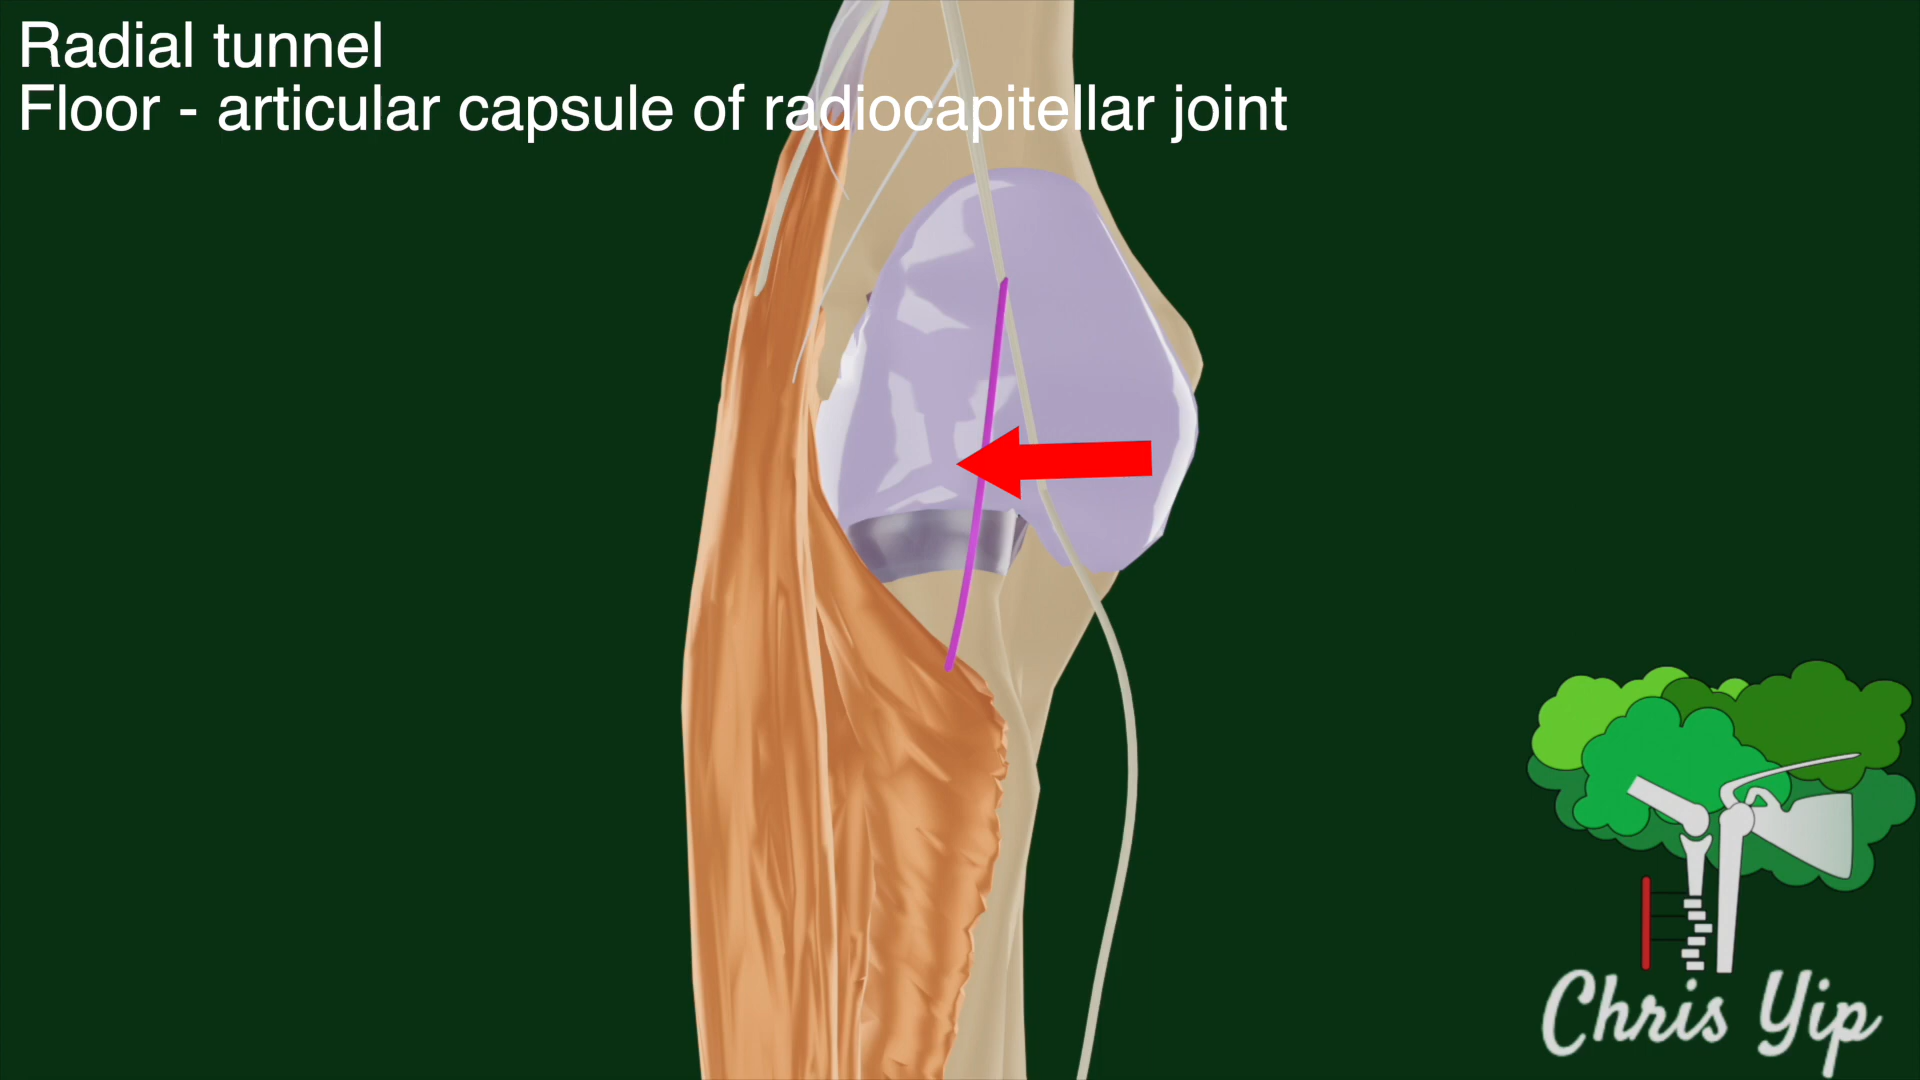 Radial tunnel
Floor - articular capsule of radiocapitellar joint
Chris Yip